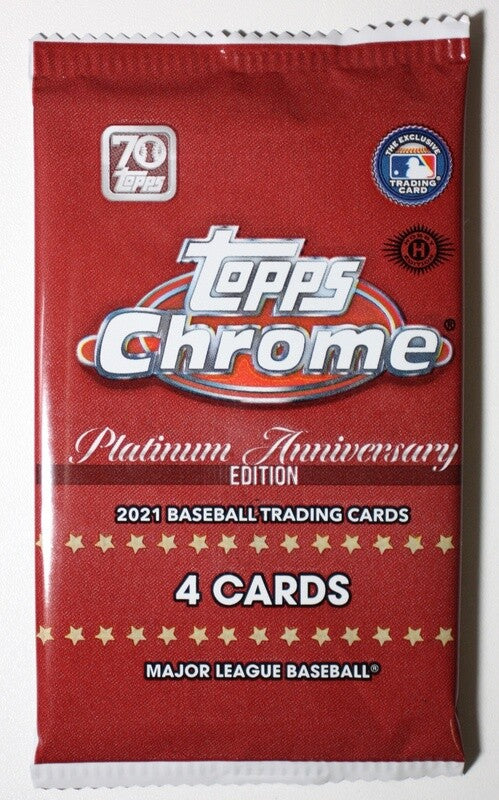 70
Topps
THE EXCLUSIVE
TRADING
CARD
H
Topps
Chrome®
Platinum Anniversary
EDITION
2021 BASEBALL TRADING CARDS
4 CARDS
MAJOR LEAGUE BASEBALL®